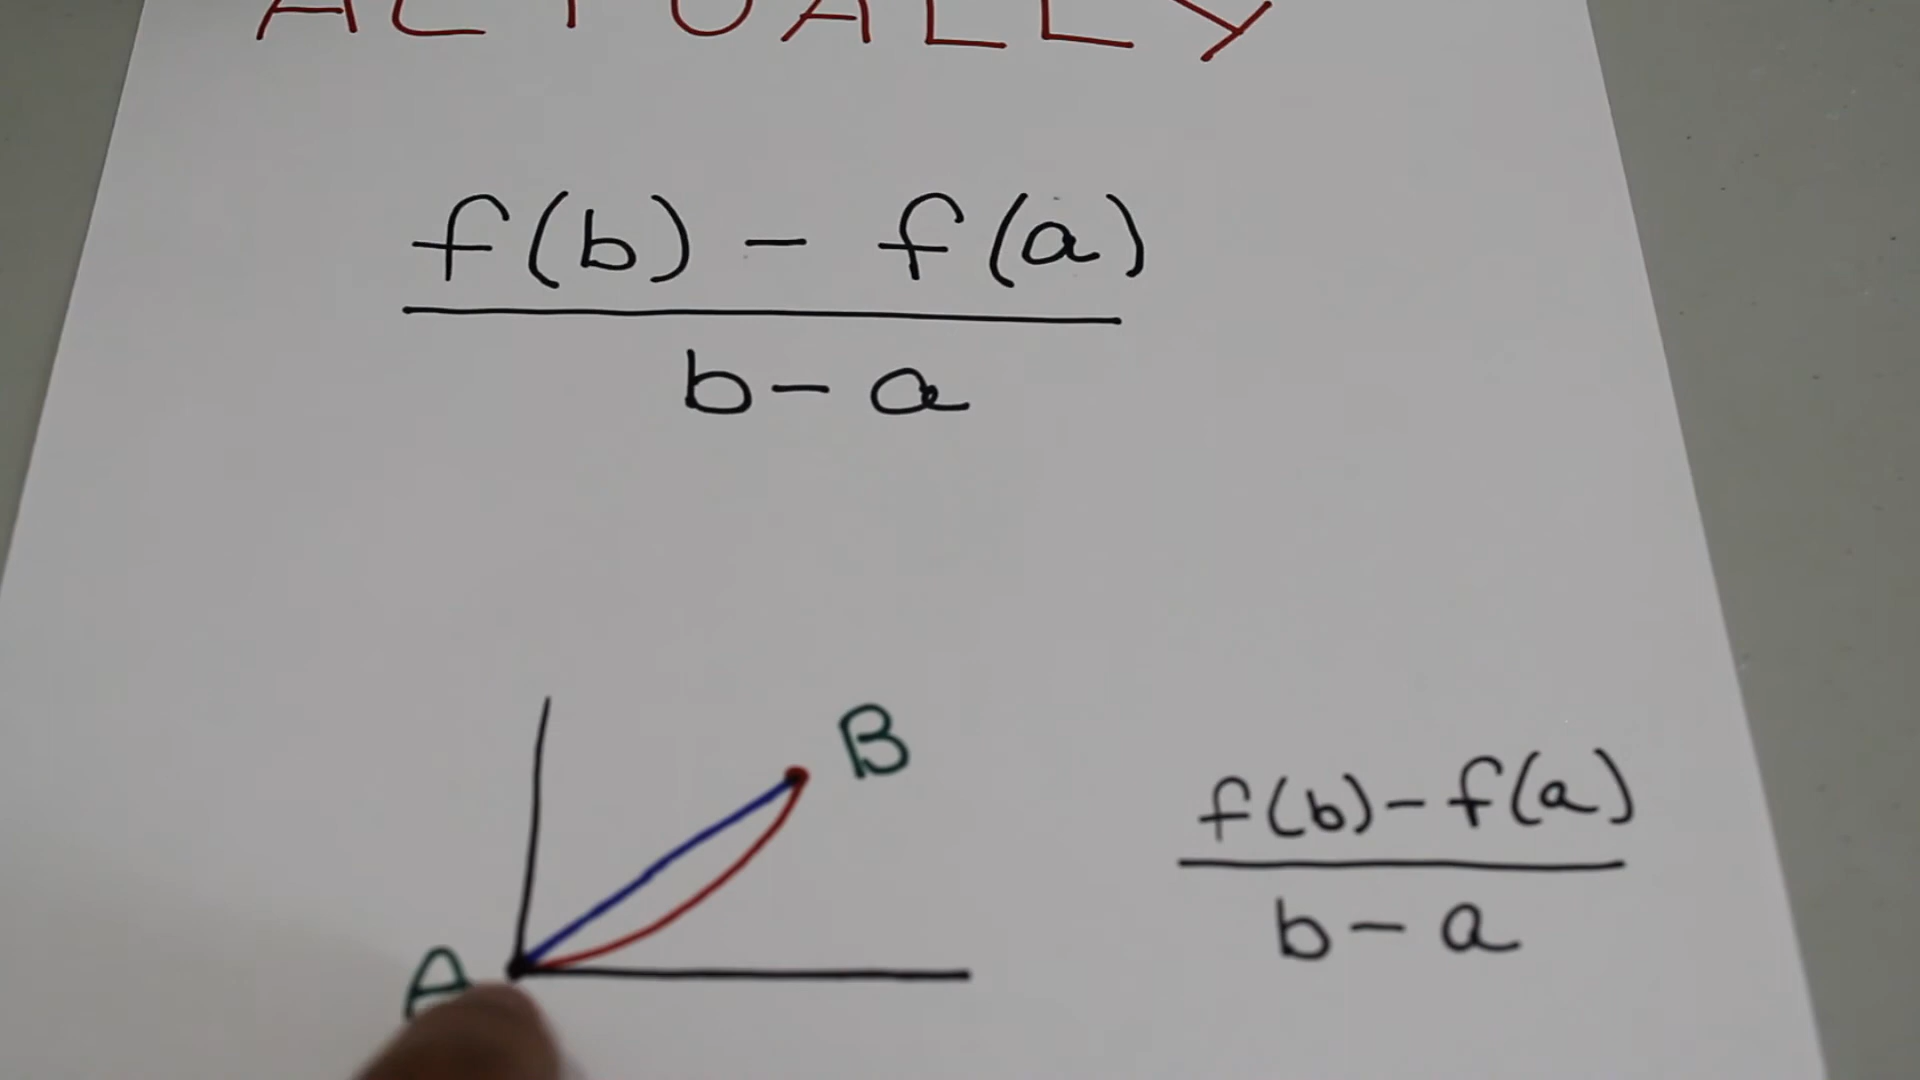 ACTUALLY
f(b) - f(a)
b - a
B
f(b) - f(a)
b - a
A